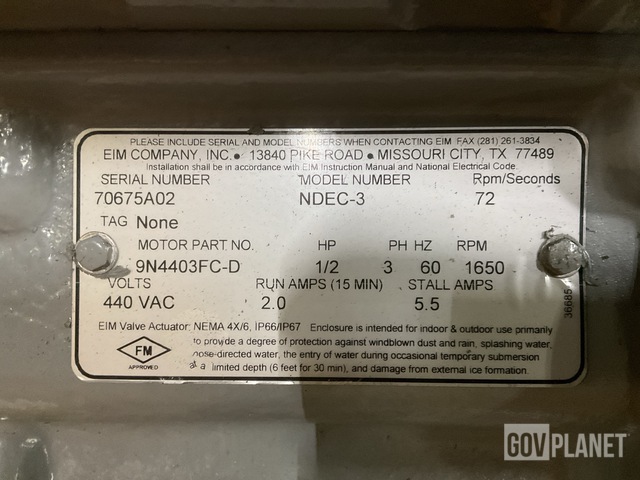 PLEASE INCLUDE SERIAL AND MODEL NUMBERS WHEN CONTACTING EIM FAX (281) 261-3834
EIM COMPANY, INC. • 13840 PIKE ROAD • MISSOURI CITY, TX 77489
Installation shall be in accordance with EIM Instruction Manual and National Electrical Code.
SERIAL NUMBER MODEL NUMBER Rpm/Seconds
70675A02 NDEC-3 72
TAG None
MOTOR PART NO. HP PH HZ RPM
9N4403FC-D 1/2 3 60 1650
VOLTS RUN AMPS (15 MIN) STALL AMPS
440 VAC 2.0 5.5
36685
EIM Valve Actuator: NEMA 4X/6, IP66/IP67 Enclosure is intended for indoor & outdoor use primarily
to provide a degree of protection against windblown dust and rain, splashing water,
hose-directed water, the entry of water during occasional temporary submersion
at a limited depth (6 feet for 30 min), and damage from external ice formation.
FM
APPROVED
GOVPLANET